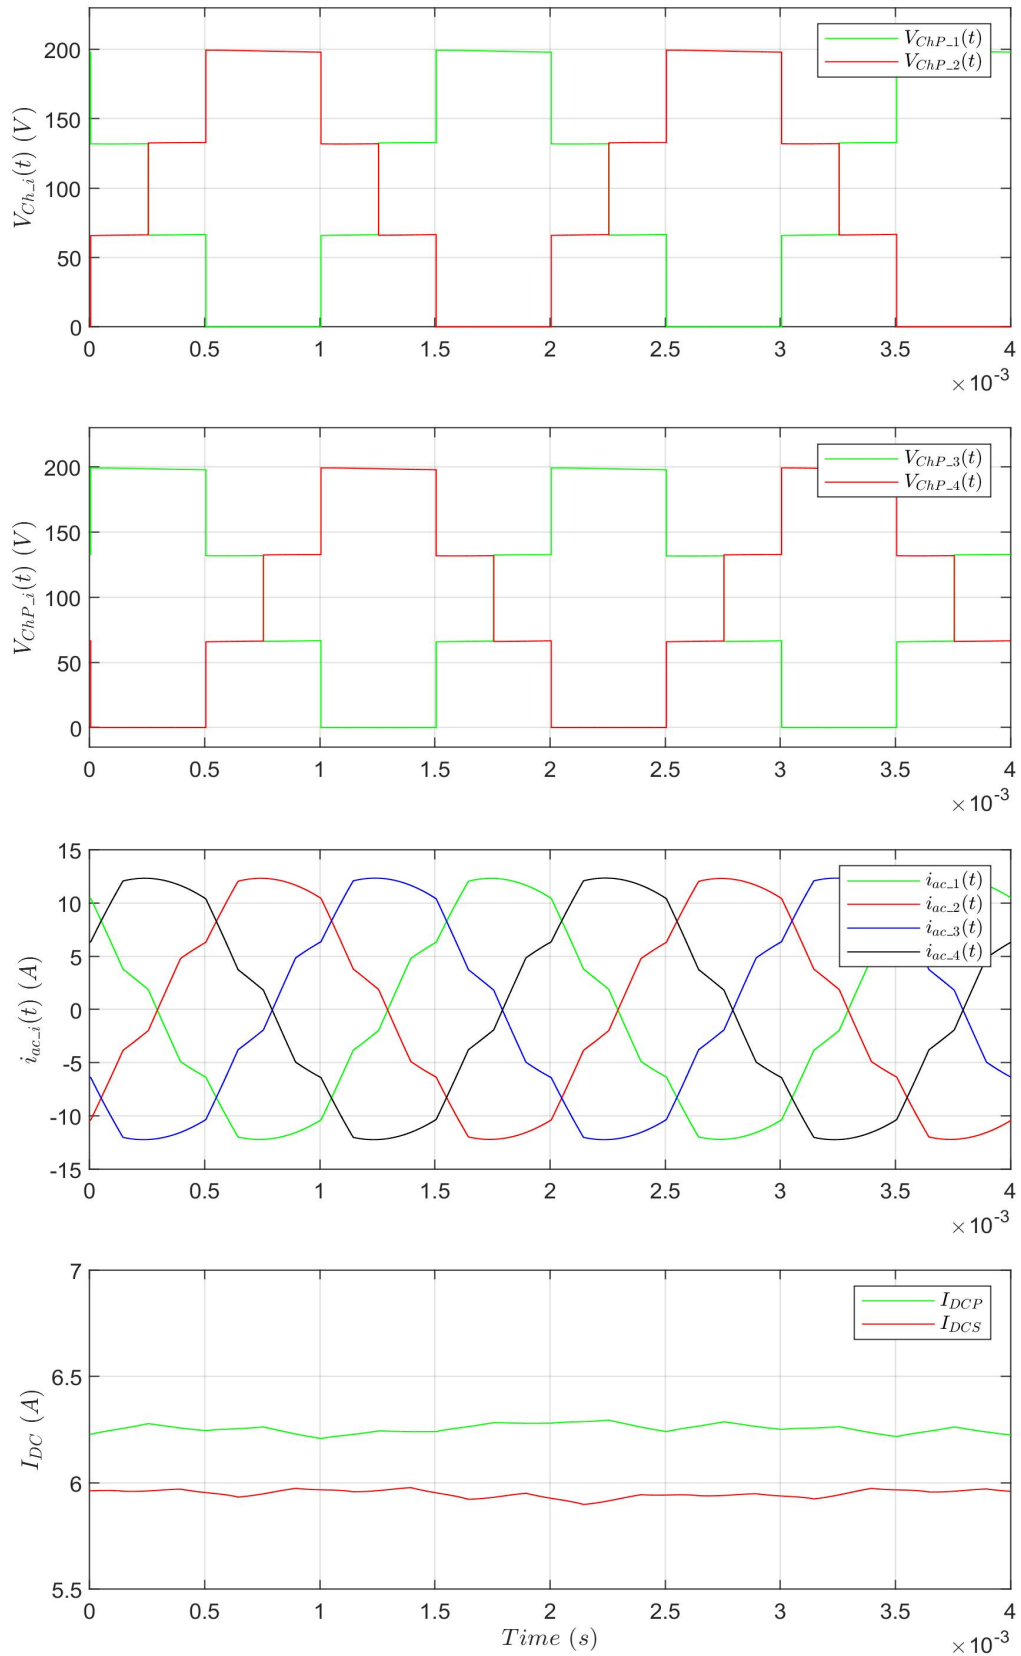 200
150
100
50
0
V_{Ch_i}(t) (V)
V_{ChP_1}(t)
V_{ChP_2}(t)
0 0.5 1 1.5 2 2.5 3 3.5 4
×10^{-3}
200
150
100
50
0
V_{ChP_i}(t) (V)
V_{ChP_3}(t)
V_{ChP_4}(t)
0 0.5 1 1.5 2 2.5 3 3.5 4
×10^{-3}
15
10
5
0
-5
-10
-15
i_{ac_i}(t) (A)
i_{ac_1}(t)
i_{ac_2}(t)
i_{ac_3}(t)
i_{ac_4}(t)
0 0.5 1 1.5 2 2.5 3 3.5 4
×10^{-3}
7
6.5
6
5.5
I_{DC} (A)
I_{DCP}
I_{DCS}
0 0.5 1 1.5 2 2.5 3 3.5 4
Time (s)
×10^{-3}